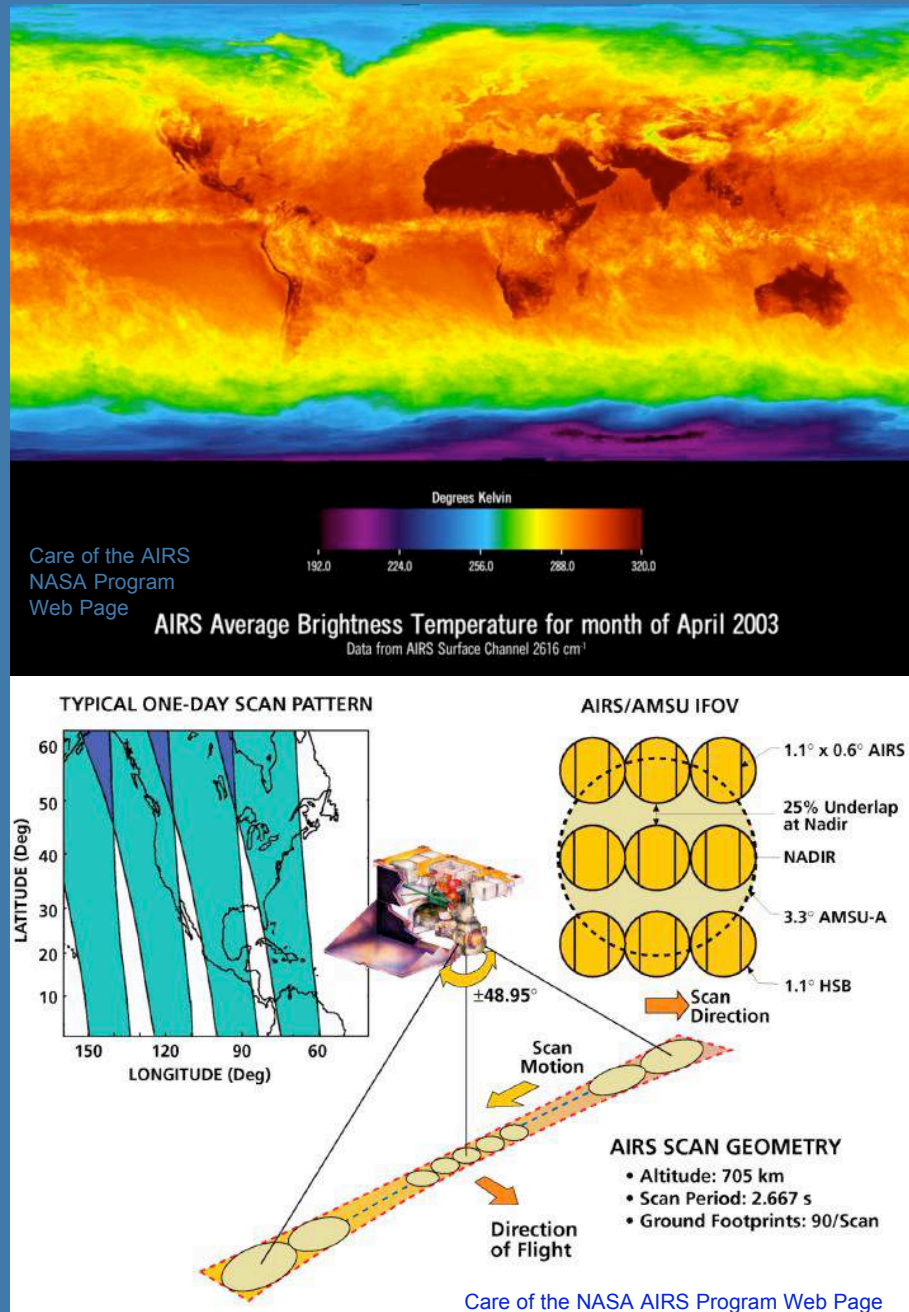 Degrees Kelvin
192.0 224.0 256.0 288.0 320.0
Care of the AIRS
NASA Program
Web Page
AIRS Average Brightness Temperature for month of April 2003
Data from AIRS Surface Channel 2616 cm⁻¹
TYPICAL ONE-DAY SCAN PATTERN
LATITUDE (Deg)
60
50
40
30
20
10
150 120 90 60
LONGITUDE (Deg)
AIRS/AMSU IFOV
1.1° x 0.6° AIRS
25% Underlap
at Nadir
NADIR
3.3° AMSU-A
1.1° HSB
Scan
Direction
±48.95°
Scan
Motion
Direction
of Flight
AIRS SCAN GEOMETRY
• Altitude: 705 km
• Scan Period: 2.667 s
• Ground Footprints: 90/Scan
Care of the NASA AIRS Program Web Page